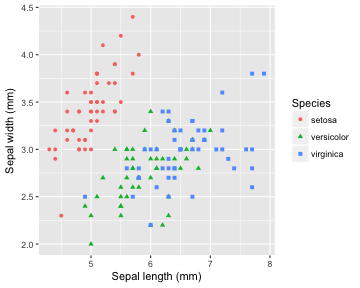 4.5
4.0
3.5
3.0
2.5
2.0
5
6
7
8
Sepal length (mm)
Sepal width (mm)
Species
setosa
versicolor
virginica